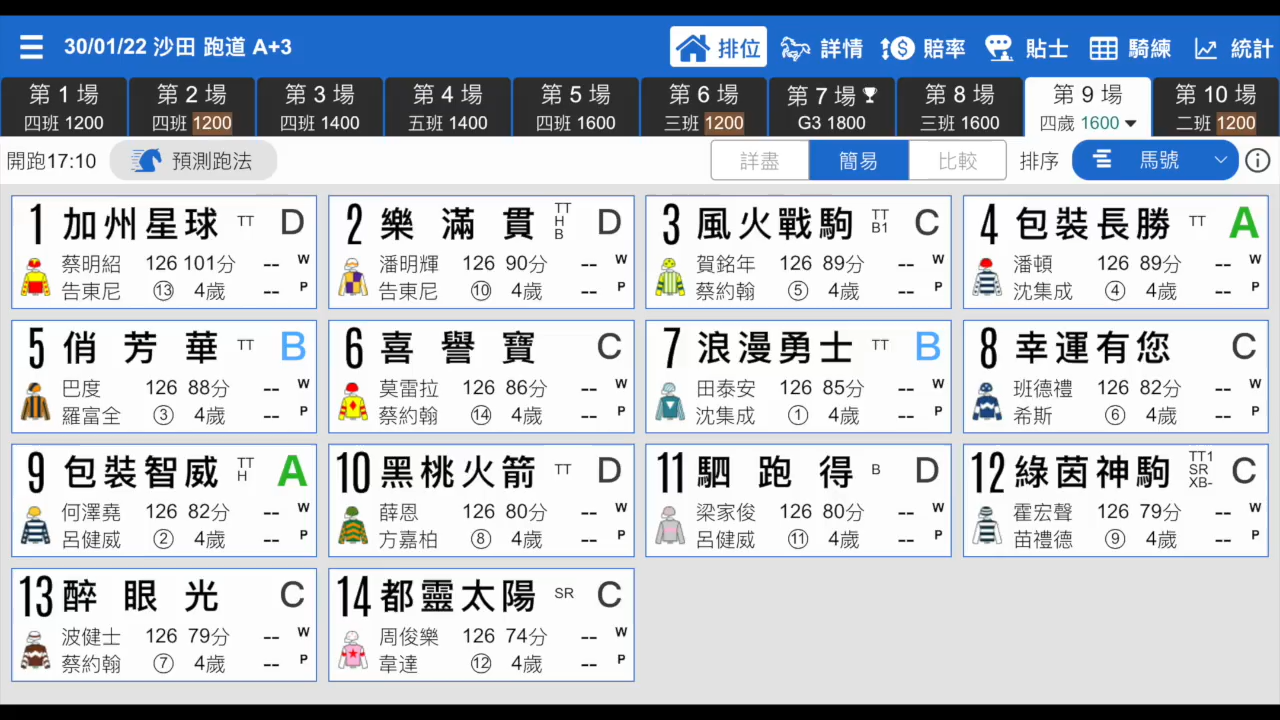 30/01/22 沙田 跑道 A+3
排位
詳情
賠率
貼士
騎練
統計
第 1 場
四班 1200
第 2 場
四班 1200
第 3 場
四班 1400
第 4 場
五班 1400
第 5 場
四班 1600
第 6 場
三班 1200
第 7 場
G3 1800
第 8 場
三班 1600
第 9 場
四歲 1600
第 10 場
二班 1200
開跑17:10
預測跑法
詳盡
簡易
比較
排序
馬號
1 加州星球 TT D
蔡明紹 126 101分 -- W
告東尼 ⑬ 4歲 -- P
2 樂滿貫 TT H B D
潘明輝 126 90分 -- W
告東尼 ⑩ 4歲 -- P
3 風火戰駒 TT B1 C
賀銘年 126 89分 -- W
蔡約翰 ⑤ 4歲 -- P
4 包裝長勝 TT A
潘頓 126 89分 -- W
沈集成 ④ 4歲 -- P
5 俏芳華 TT B
巴度 126 88分 -- W
羅富全 ③ 4歲 -- P
6 喜譽寶 C
莫雷拉 126 86分 -- W
蔡約翰 ⑭ 4歲 -- P
7 浪漫勇士 TT B
田泰安 126 85分 -- W
沈集成 ① 4歲 -- P
8 幸運有您 C
班德禮 126 82分 -- W
希斯 ⑥ 4歲 -- P
9 包裝智威 TT H A
何澤堯 126 82分 -- W
呂健威 ② 4歲 -- P
10 黑桃火箭 TT D
薛恩 126 80分 -- W
方嘉柏 ⑧ 4歲 -- P
11 駟跑得 B D
梁家俊 126 80分 -- W
呂健威 ⑪ 4歲 -- P
12 綠茵神駒 TT1 SR XB- C
霍宏聲 126 79分 -- W
苗禮德 ⑨ 4歲 -- P
13 醉眼光 C
波健士 126 79分 -- W
蔡約翰 ⑦ 4歲 -- P
14 都靈太陽 SR C
周俊樂 126 74分 -- W
韋達 ⑫ 4歲 -- P